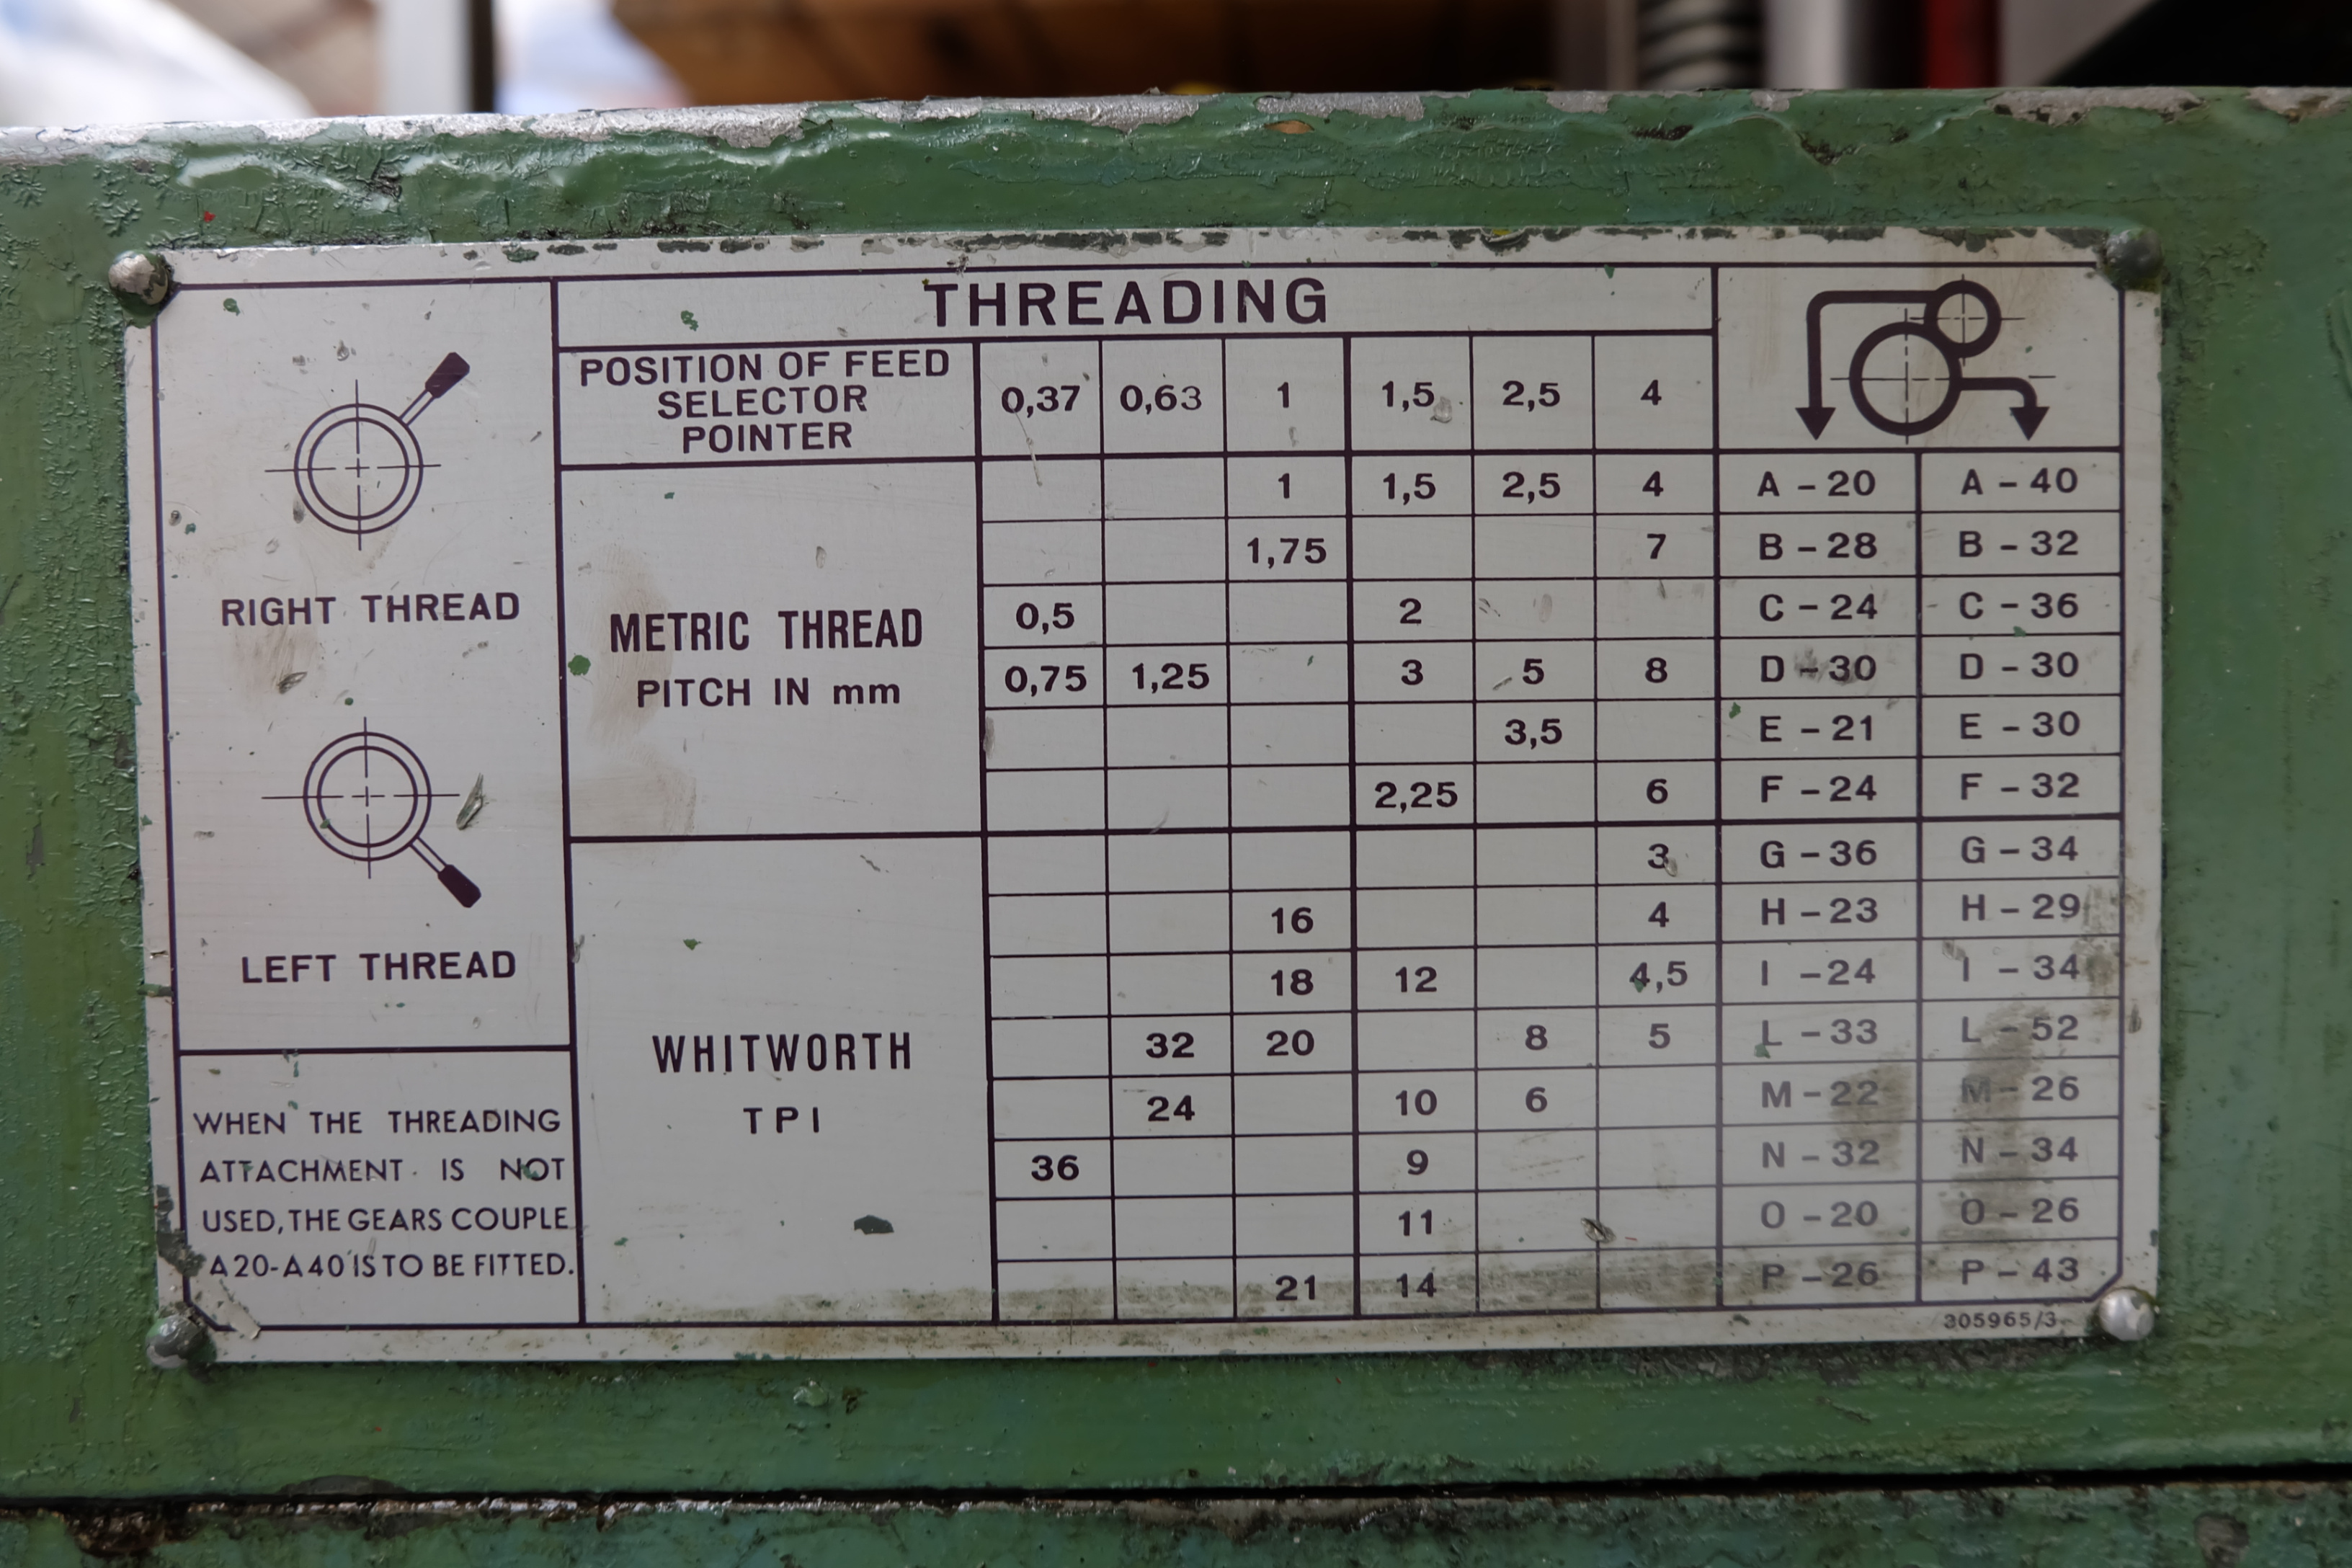 THREADING
POSITION OF FEED
SELECTOR
POINTER
0,37 0,63 1 1,5 2,5 4
RIGHT THREAD
LEFT THREAD
WHEN THE THREADING
ATTACHMENT IS NOT
USED, THE GEARS COUPLE
A20-A40 IS TO BE FITTED.
METRIC THREAD
PITCH IN mm
1 1,5 2,5 4 A - 20 A - 40
1,75 7 B - 28 B - 32
0,5 2 C - 24 C - 36
0,75 1,25 3 5 8 D - 30 D - 30
3,5 E - 21 E - 30
2,25 6 F - 24 F - 32
WHITWORTH
TPI
3 G - 36 G - 34
16 4 H - 23 H - 29
18 12 4,5 I - 24 I - 34
32 20 8 5 L - 33 L - 52
24 10 6 M - 22 M - 26
36 9 N - 32 N - 34
11 O - 20 O - 26
21 14 P - 26 P - 43
305965/3